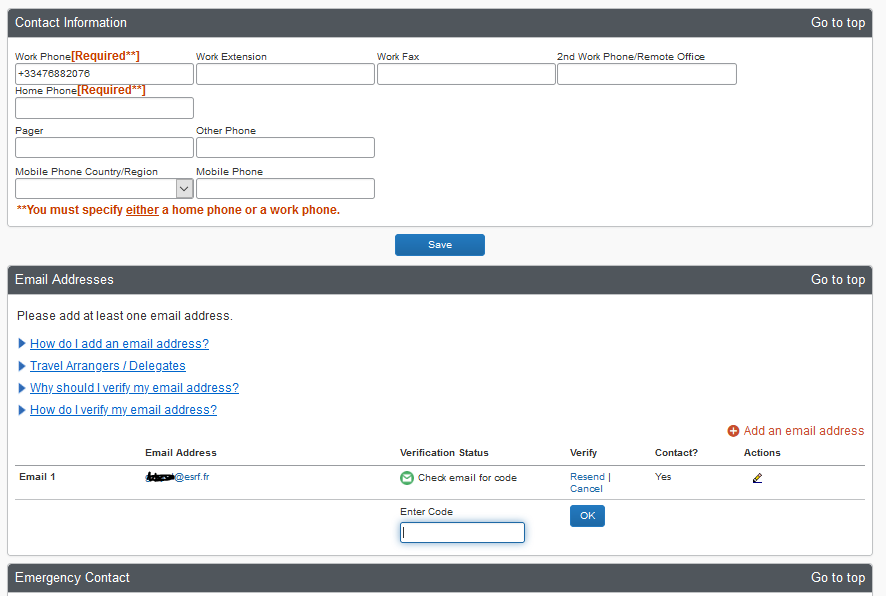 Contact Information Go to top
Work Phone[Required**] Work Extension Work Fax 2nd Work Phone/Remote Office
+33476882076
Home Phone[Required**]
Pager Other Phone
Mobile Phone Country/Region Mobile Phone
**You must specify either a home phone or a work phone.
Save
Email Addresses Go to top
Please add at least one email address.
How do I add an email address?
Travel Arrangers / Delegates
Why should I verify my email address?
How do I verify my email address?
Add an email address
Email Address Verification Status Verify Contact? Actions
Email 1 @esrf.fr Check email for code Resend | Yes
Cancel
Enter Code OK
Emergency Contact Go to top